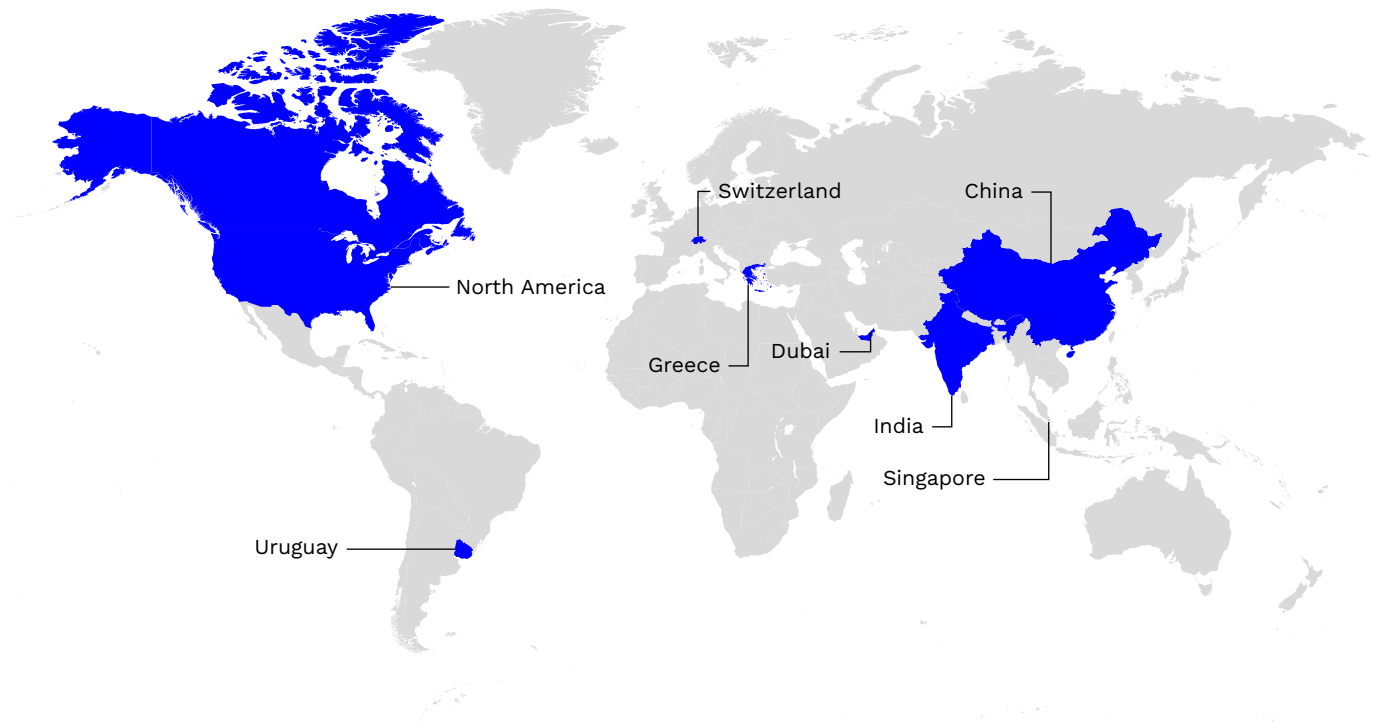 Switzerland
China
North America
Greece
Dubai
India
Singapore
Uruguay